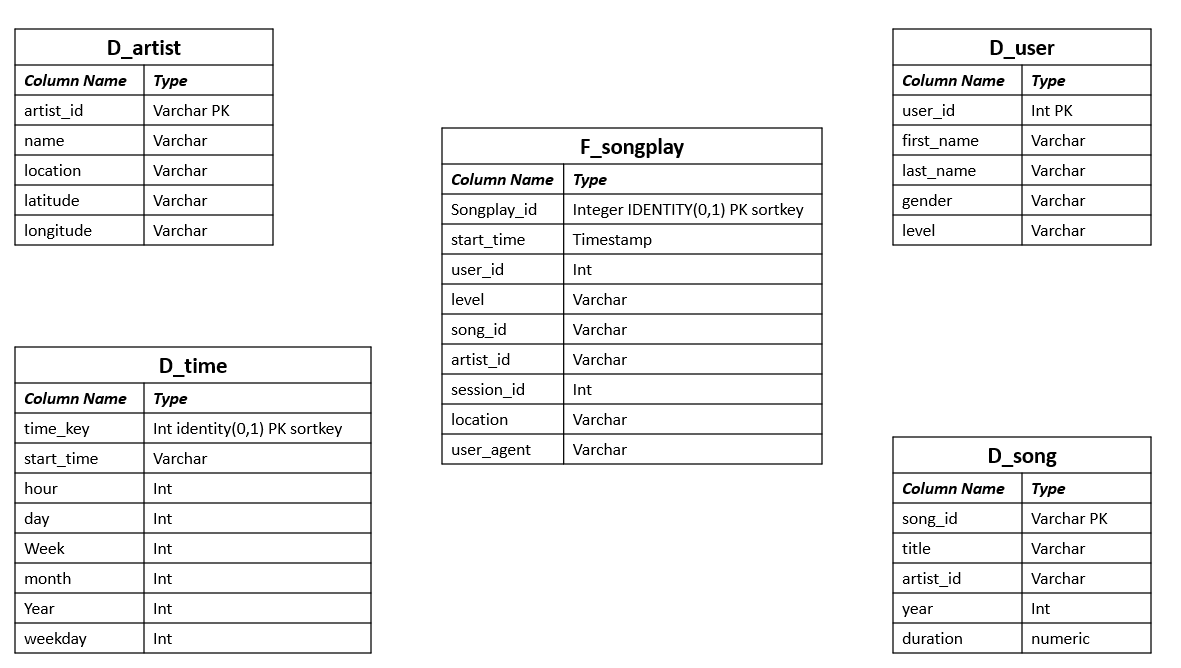 D_artist
Column Name Type
artist_id Varchar PK
name Varchar
location Varchar
latitude Varchar
longitude Varchar
D_time
Column Name Type
time_key Int identity(0,1) PK sortkey
start_time Varchar
hour Int
day Int
Week Int
month Int
Year Int
weekday Int
F_songplay
Column Name Type
Songplay_id Integer IDENTITY(0,1) PK sortkey
start_time Timestamp
user_id Int
level Varchar
song_id Varchar
artist_id Varchar
session_id Int
location Varchar
user_agent Varchar
D_user
Column Name Type
user_id Int PK
first_name Varchar
last_name Varchar
gender Varchar
level Varchar
D_song
Column Name Type
song_id Varchar PK
title Varchar
artist_id Varchar
year Int
duration numeric